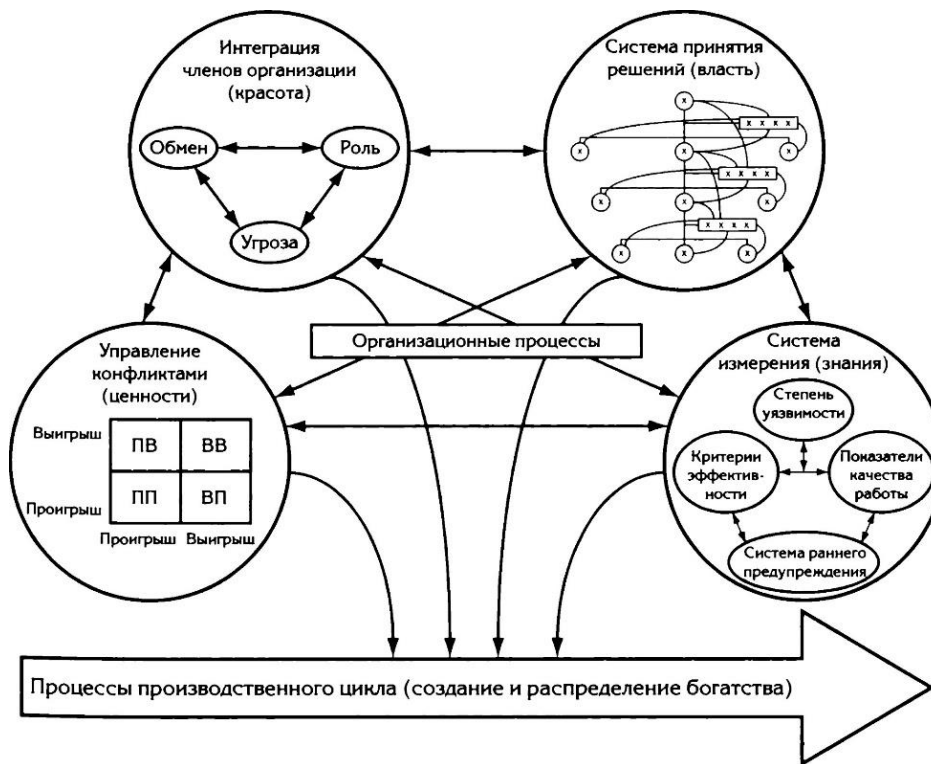 Интеграция
членов организации
(красота)
Обмен
Роль
Угроза
Система принятия
решений (власть)
x
x x x x
x
x
x
x x x x
x
x
x
x x x x
x
x
x
Организационные процессы
Управление
конфликтами
(ценности)
Выигрыш
ПВ
ВВ
Проигрыш
ПП
ВП
Проигрыш
Выигрыш
Система
измерения (знания)
Степень
уязвимости
Критерии
эффектив-
ности
Показатели
качества
работы
Система раннего
предупреждения
Процессы производственного цикла (создание и распределение богатства)